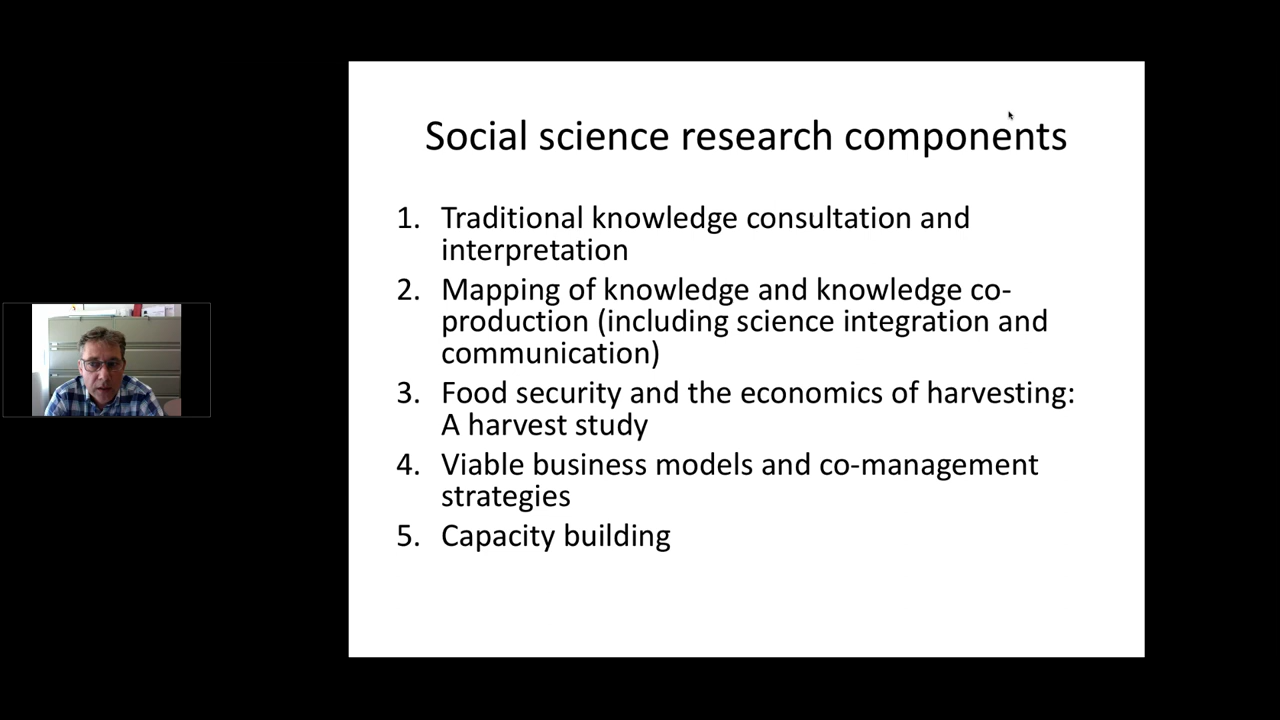 Social science research components
1. Traditional knowledge consultation and
interpretation
2. Mapping of knowledge and knowledge co-
production (including science integration and
communication)
3. Food security and the economics of harvesting:
A harvest study
4. Viable business models and co-management
strategies
5. Capacity building